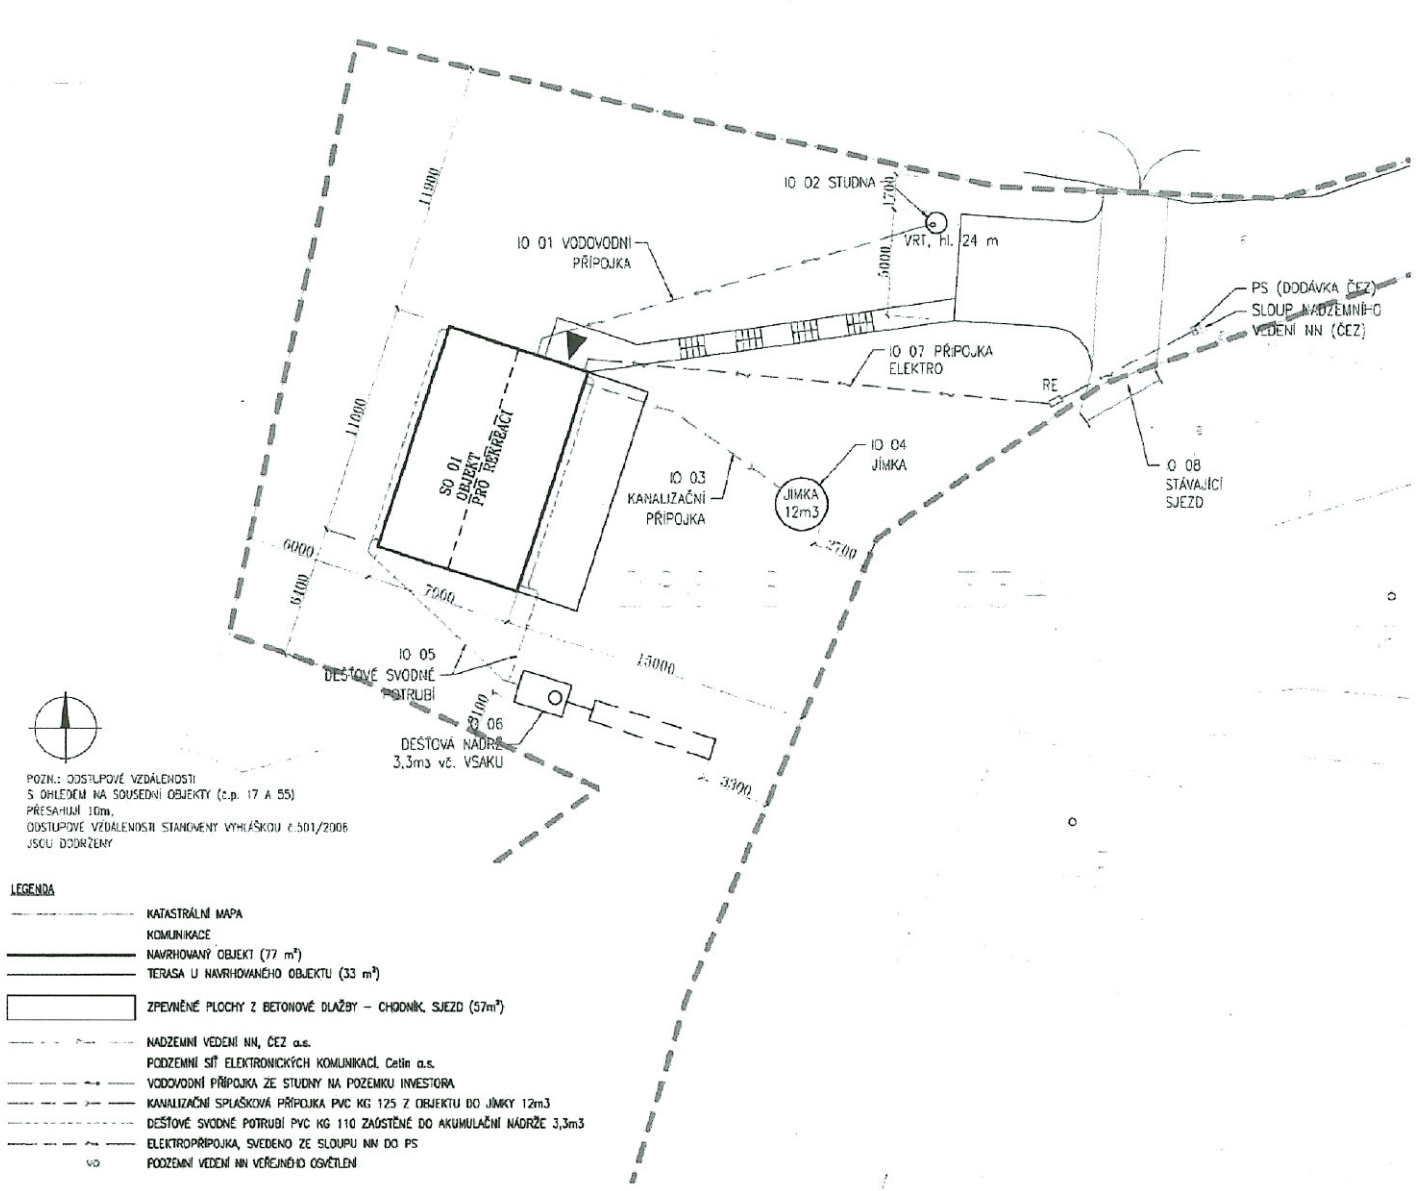 11900
IO 02 STUDNA
1700
VRT, hl. 24 m
IO 01 VODOVODNÍ
PŘÍPOJKA
5000
PS (DODÁVKA ČEZ)
SLOUP NADZEMNÍHO
VEDENÍ NN (ČEZ)
IO 07 PŘÍPOJKA
ELEKTRO
RE
11000
SO 01
OBJEKT
PRO REKREACI
IO 04
JÍMKA
IO 03
KANALIZAČNÍ
PŘÍPOJKA
JÍMKA
12m3
IO 08
STÁVAJÍCÍ
SJEZD
2700
6000
6400
7000
15000
IO 05
DEŠŤOVÉ SVODNÉ
POTRUBÍ
IO 06
DEŠŤOVÁ NÁDRŽ
3,3m3 vč. VSAKU
3300
POZN.: ODSTUPOVÉ VZDÁLENOSTI
S OHLEDEM NA SOUSEDNÍ OBJEKTY (č.p. 17 A 55)
PŘESAHUJÍ 10m,
ODSTUPOVÉ VZDÁLENOSTI STANOVENY VYHLÁŠKOU č.501/2006
JSOU DODRŽENY
LEGENDA
KATASTRÁLNÍ MAPA
KOMUNIKACE
NAVRHOVANÝ OBJEKT (77 m²)
TERASA U NAVRHOVANÉHO OBJEKTU (33 m²)
ZPEVNĚNÉ PLOCHY Z BETONOVÉ DLAŽBY – CHODNÍK, SJEZD (57m²)
NADZEMNÍ VEDENÍ NN, ČEZ a.s.
PODZEMNÍ SÍŤ ELEKTRONICKÝCH KOMUNIKACÍ, Cetin a.s.
VODOVODNÍ PŘÍPOJKA ZE STUDNY NA POZEMKU INVESTORA
KANALIZAČNÍ SPLAŠKOVÁ PŘÍPOJKA PVC KG 125 Z OBJEKTU DO JÍMKY 12m3
DEŠŤOVÉ SVODNÉ POTRUBÍ PVC KG 110 ZAÚSTĚNÉ DO AKUMULAČNÍ NÁDRŽE 3,3m3
ELEKTROPŘÍPOJKA, SVEDENO ZE SLOUPU NN DO PS
VO
PODZEMNÍ VEDENÍ NN VEŘEJNÉHO OSVĚTLENÍ